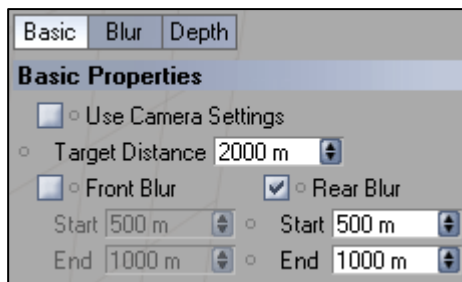 Basic Blur Depth
Basic Properties
Use Camera Settings
Target Distance 2000 m
Front Blur Rear Blur
Start 500 m Start 500 m
End 1000 m End 1000 m